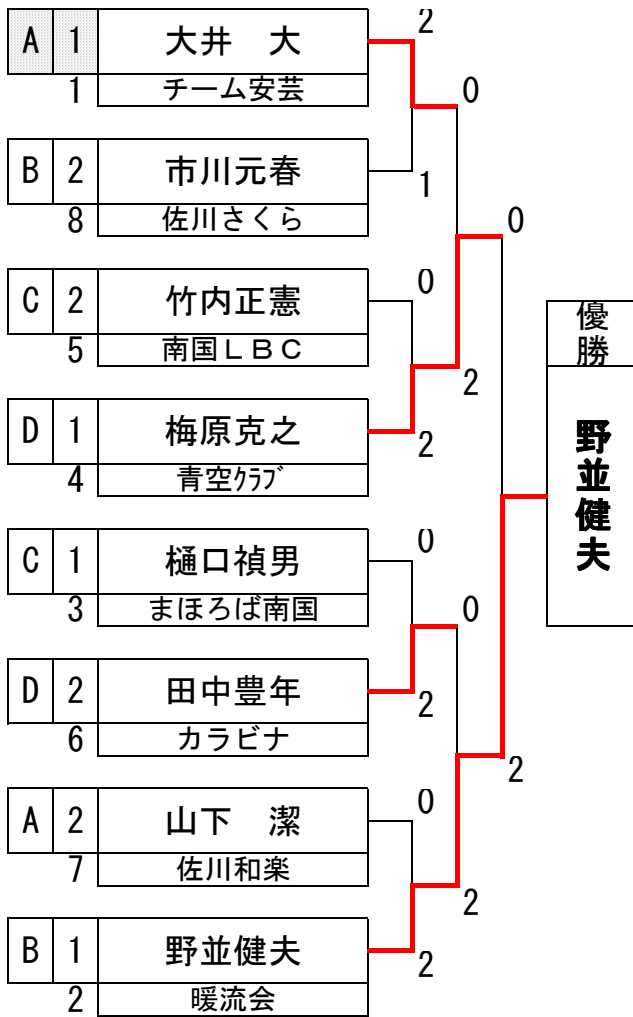 A 1 大井　大 2
1 チーム安芸 0
B 2 市川元春 1
8 佐川さくら 0
C 2 竹内正憲 0
5 南国ＬＢＣ 2
D 1 梅原克之 2
4 青空ｸﾗﾌﾞ
C 1 樋口禎男 0
3 まほろば南国 0
D 2 田中豊年 2
6 カラビナ 2
A 2 山下　潔 0
7 佐川和楽 2
B 1 野並健夫 2
2 暖流会
優勝
野並健夫